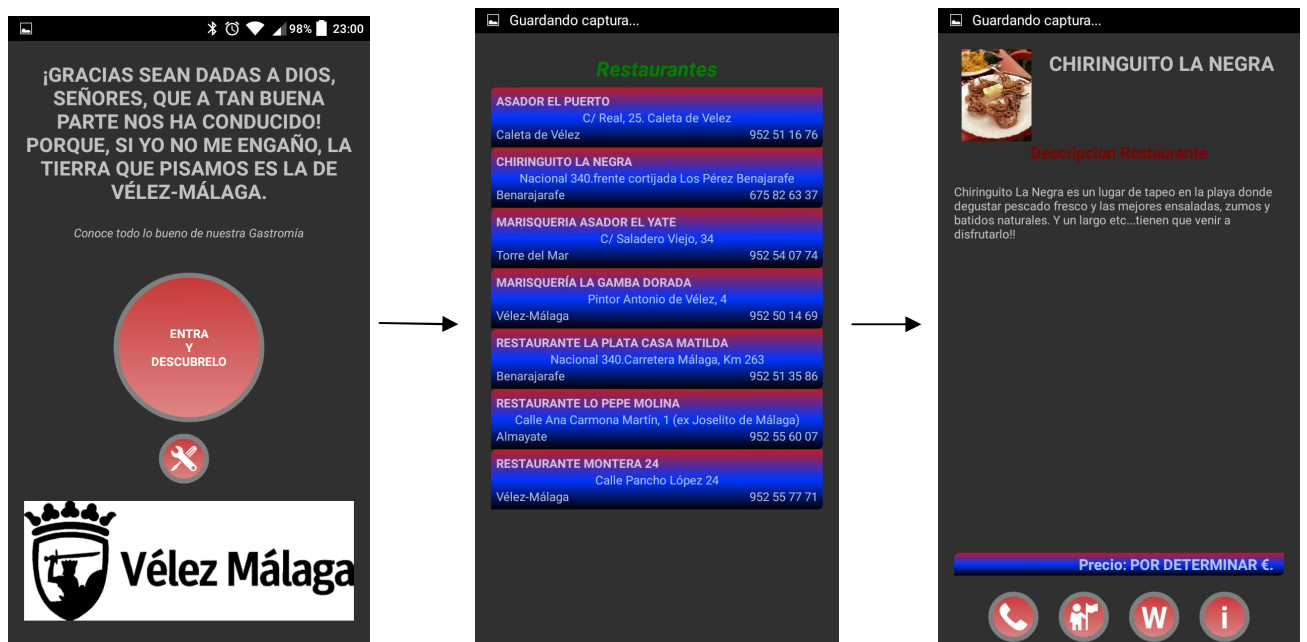 98% 23:00
¡GRACIAS SEAN DADAS A DIOS,
SEÑORES, QUE A TAN BUENA
PARTE NOS HA CONDUCIDO!
PORQUE, SI YO NO ME ENGAÑO, LA
TIERRA QUE PISAMOS ES LA DE
VÉLEZ-MÁLAGA.
Conoce todo lo bueno de nuestra Gastromía
ENTRA
Y
DESCUBRELO
Vélez Málaga
Guardando captura...
Restaurantes
ASADOR EL PUERTO
C/ Real, 25. Caleta de Velez
Caleta de Vélez 952 51 16 76
CHIRINGUITO LA NEGRA
Nacional 340.frente cortijada Los Pérez Benajarafe
Benarajarafe 675 82 63 37
MARISQUERIA ASADOR EL YATE
C/ Saladero Viejo, 34
Torre del Mar 952 54 07 74
MARISQUERÍA LA GAMBA DORADA
Pintor Antonio de Vélez, 4
Vélez-Málaga 952 50 14 69
RESTAURANTE LA PLATA CASA MATILDA
Nacional 340.Carretera Málaga, Km 263
Benarajarafe 952 51 35 86
RESTAURANTE LO PEPE MOLINA
Calle Ana Carmona Martín, 1 (ex Joselito de Málaga)
Almayate 952 55 60 07
RESTAURANTE MONTERA 24
Calle Pancho López 24
Vélez-Málaga 952 55 77 71
Guardando captura...
CHIRINGUITO LA NEGRA
Descripcion Restaurante
Chiringuito La Negra es un lugar de tapeo en la playa donde
degustar pescado fresco y las mejores ensaladas, zumos y
batidos naturales. Y un largo etc...tienen que venir a
disfrutarlo!!
Precio: POR DETERMINAR €.
W i